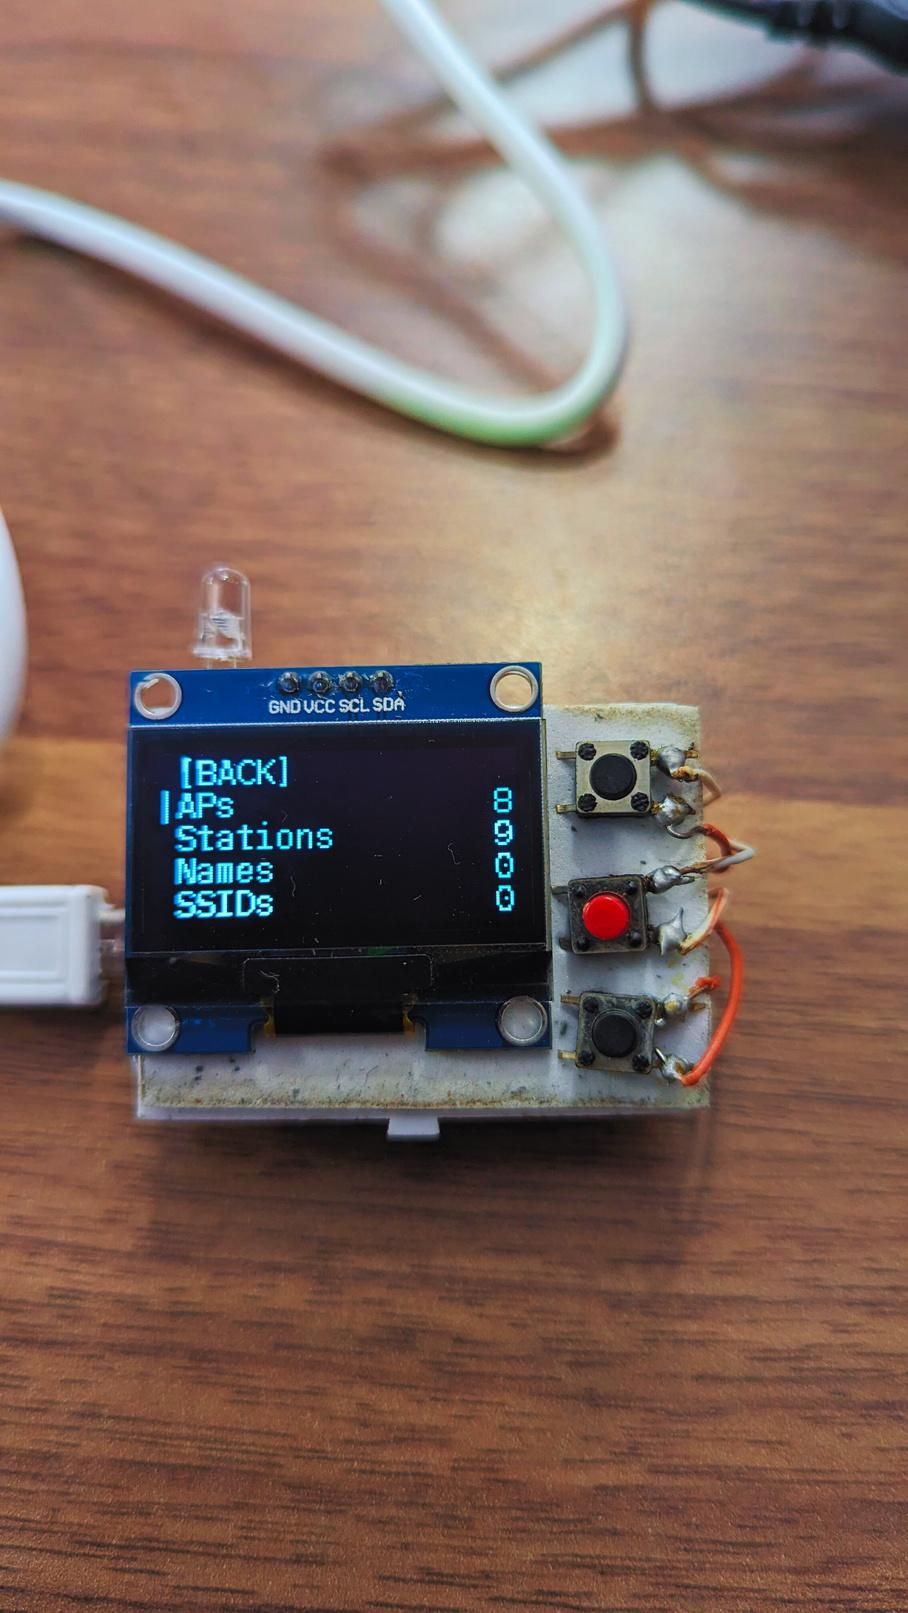 GND VCC SCL SDA
[BACK]
|APs 8
Stations 9
Names 0
SSIDs 0